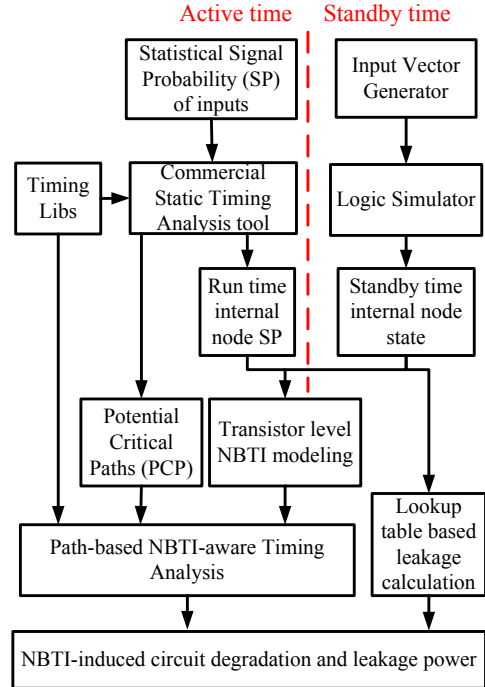 Active time
Standby time
Statistical Signal
Probability (SP)
of inputs
Input Vector
Generator
Timing
Libs
Commercial
Static Timing
Analysis tool
Logic Simulator
Run time
internal
node SP
Standby time
internal node
state
Potential
Critical
Paths (PCP)
Transistor level
NBTI modeling
Path-based NBTI-aware Timing
Analysis
Lookup
table based
leakage
calculation
NBTI-induced circuit degradation and leakage power